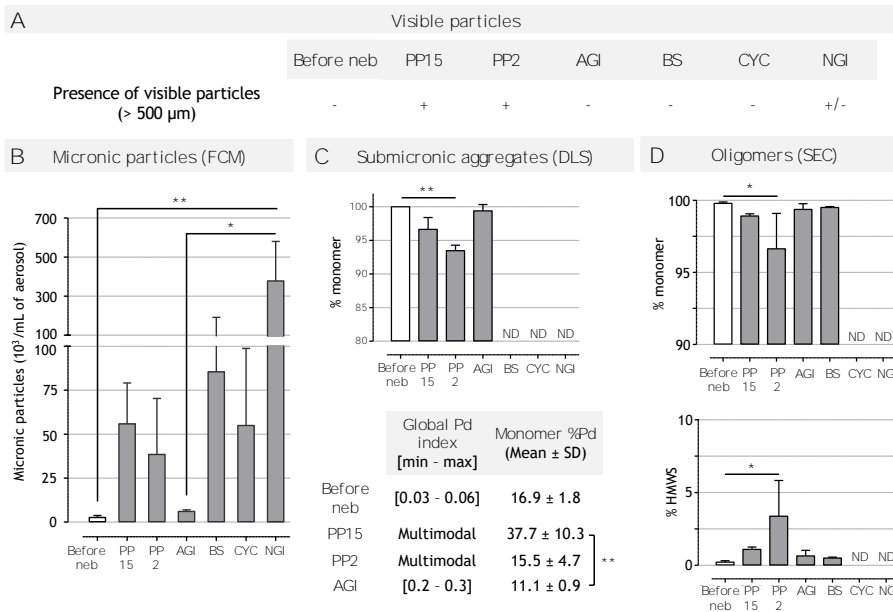 A Visible particles
Before neb PP15 PP2 AGI BS CYC NGI
Presence of visible particles
(> 500 µm)
- + + - - - +/-
B Micronic particles (FCM)
**
*
Micronic particles (10³/mL of aerosol)
700
500
300
100
100
75
50
25
0
Before neb
PP 15
PP 2
AGI
BS
CYC
NGI
C Submicronic aggregates (DLS)
**
% monomer
100
95
90
85
80
ND ND ND
Before neb
PP 15
PP 2
AGI
BS
CYC
NGI
Global Pd index [min - max]
Monomer %Pd (Mean ± SD)
Before neb [0.03 - 0.06] 16.9 ± 1.8
PP15 Multimodal 37.7 ± 10.3
PP2 Multimodal 15.5 ± 4.7
**
AGI [0.2 - 0.3] 11.1 ± 0.9
D Oligomers (SEC)
*
% monomer
100
95
90
ND ND
Before neb
PP 15
PP 2
AGI
BS
CYC
NGI
*
% HMWS
10
5
0
ND ND
Before neb
PP 15
PP 2
AGI
BS
CYC
NG